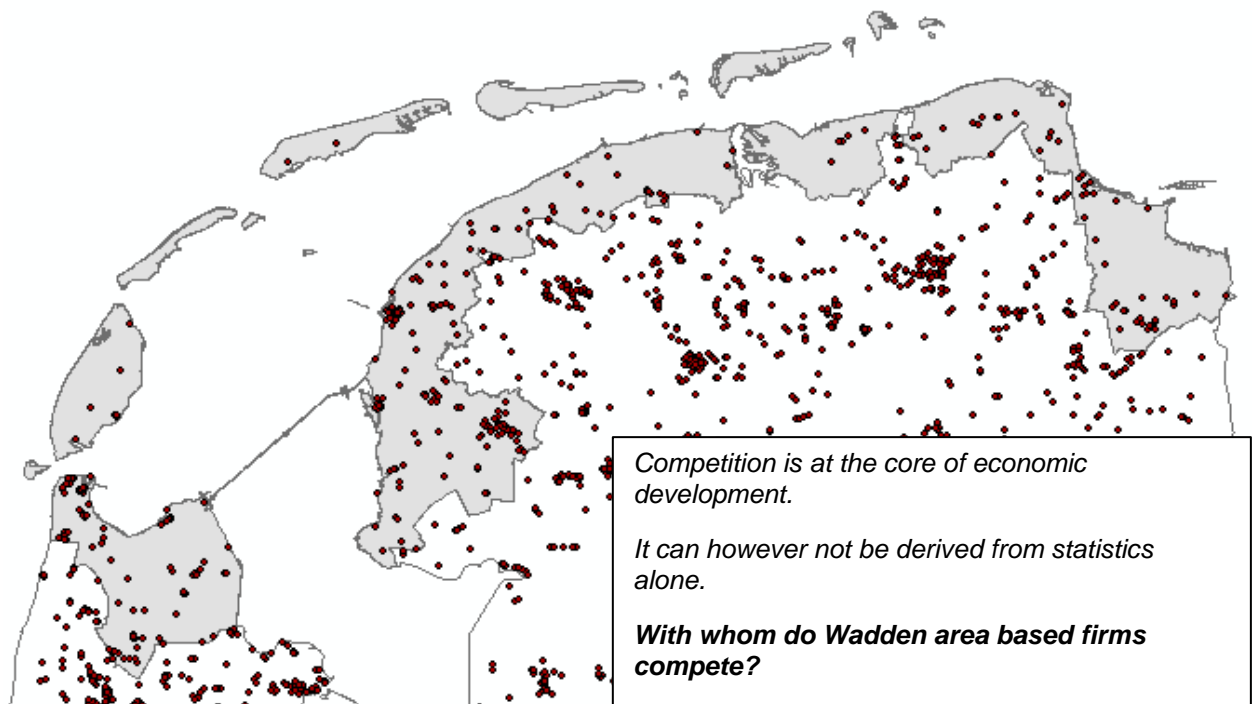 Competition is at the core of economic
development.
It can however not be derived from statistics
alone.
With whom do Wadden area based firms
compete?